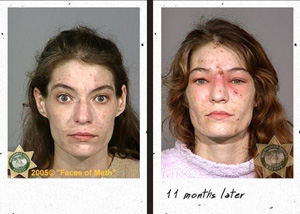 2005© "Faces of Meth"
11 months later